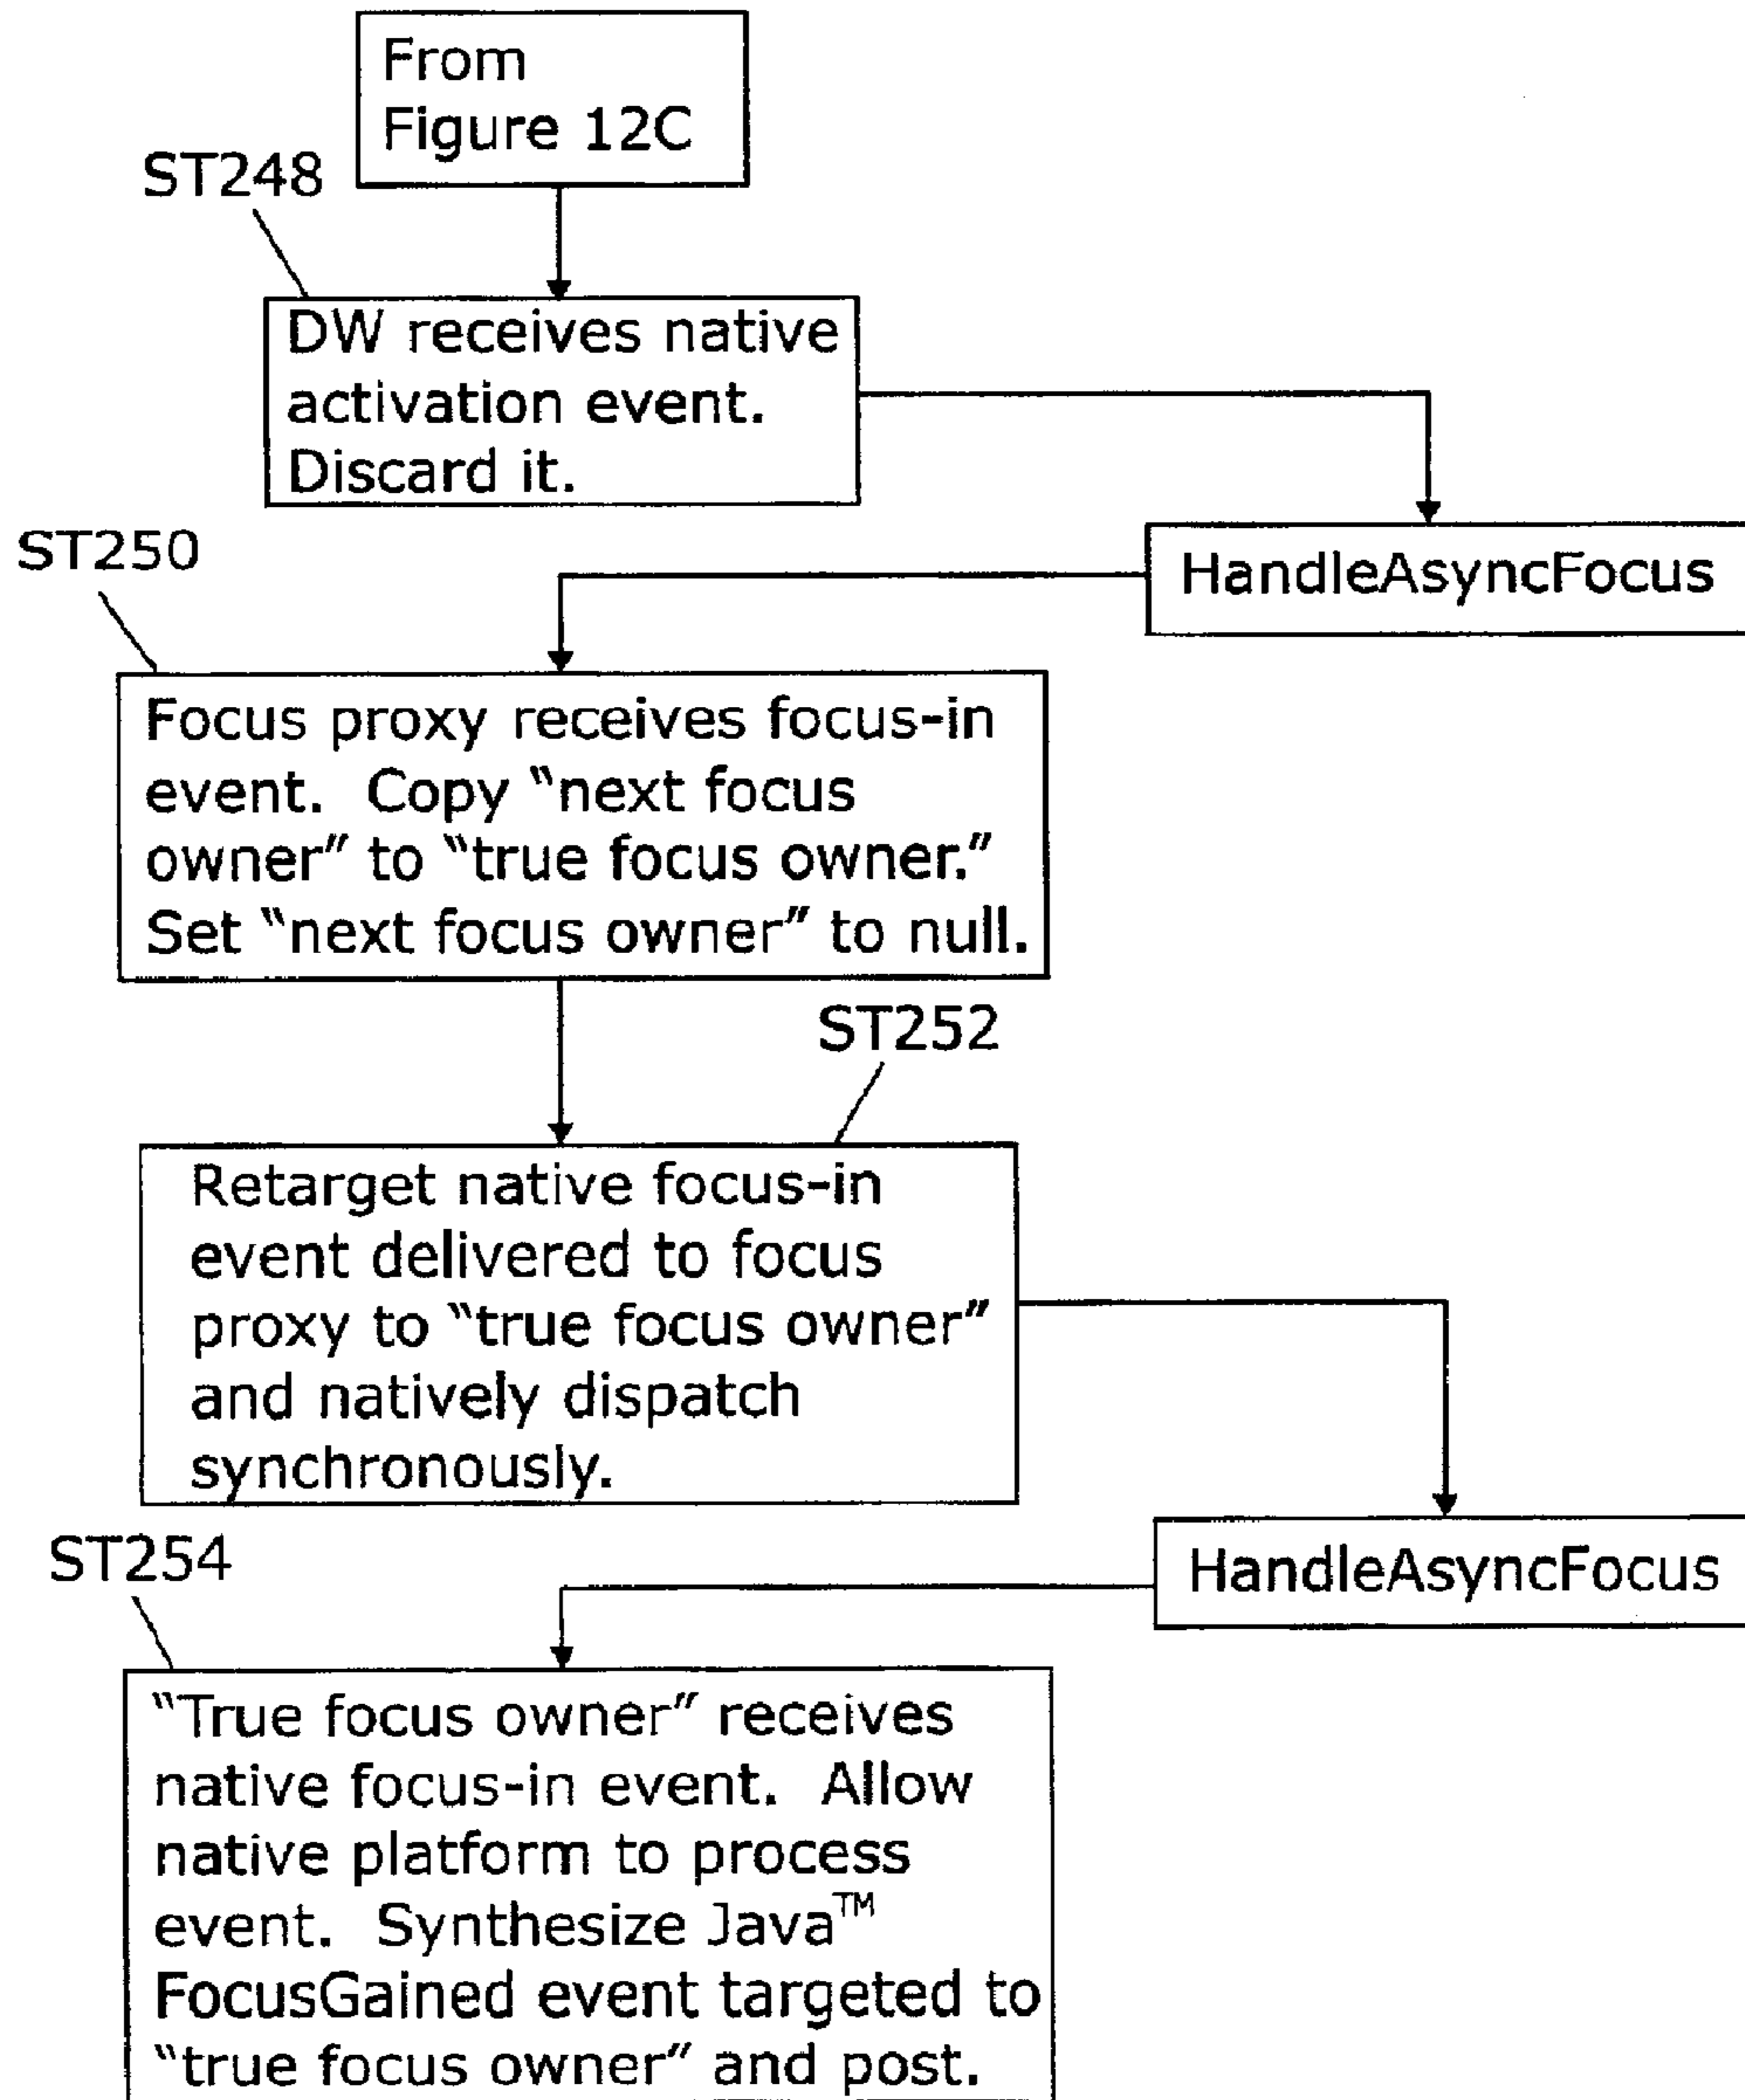 From
Figure 12C
ST248
DW receives native
activation event.
Discard it.
HandleAsyncFocus
ST250
Focus proxy receives focus-in
event.  Copy “next focus
owner” to “true focus owner.”
Set “next focus owner” to null.
ST252
Retarget native focus-in
event delivered to focus
proxy to “true focus owner”
and natively dispatch
synchronously.
HandleAsyncFocus
ST254
“True focus owner” receives
native focus-in event.  Allow
native platform to process
event.  Synthesize Java™
FocusGained event targeted to
“true focus owner” and post.